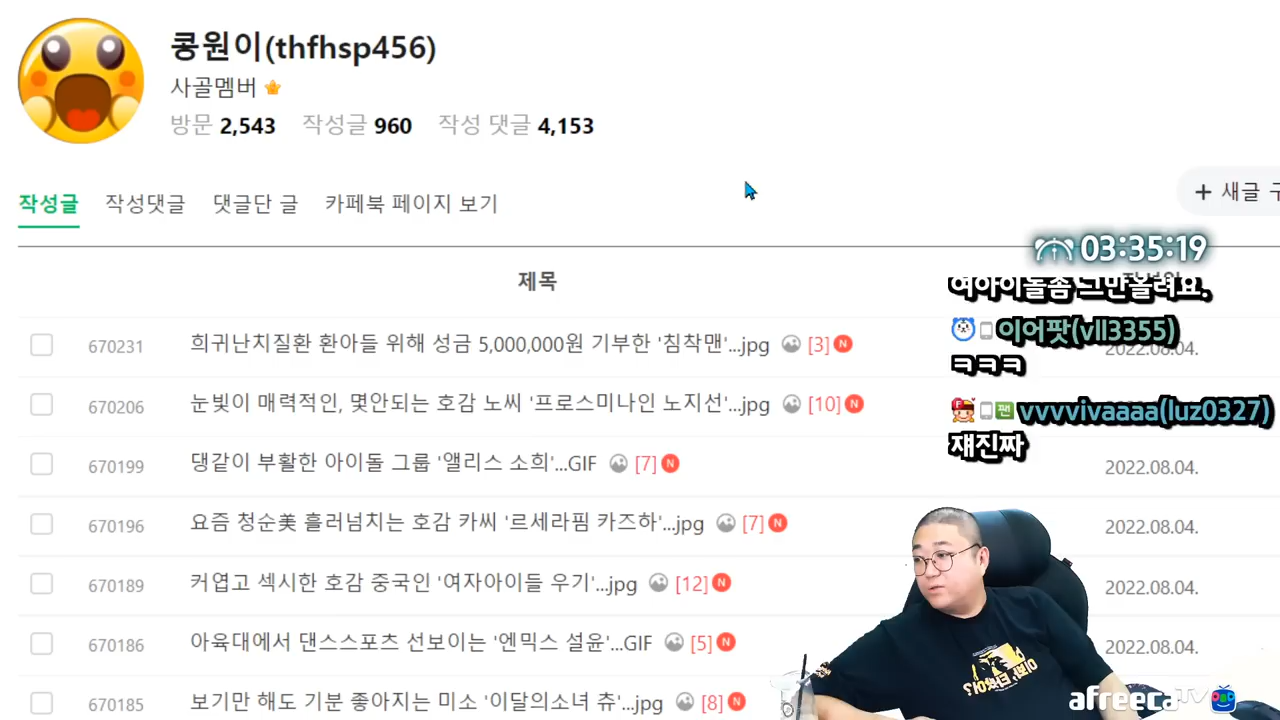 콩원이(thfhsp456)
사골멤버
방문 2,543 작성글 960 작성 댓글 4,153
작성글 작성댓글 댓글단 글 카페북 페이지 보기
+ 새글
03:35:19
제목
여아이돌좀 그만올려요.
670231 희귀난치질환 환아들 위해 성금 5,000,000원 기부한 '침착맨'...jpg [3] N 2022.08.04.
이어팟(vll3355)
ㅋㅋㅋ
670206 눈빛이 매력적인, 몇안되는 호감 노씨 '프로스미나인 노지선'...jpg [10] N
vvvvivaaaa(luz0327)
쟤진짜
670199 댕같이 부활한 아이돌 그룹 '앨리스 소희'...GIF [7] N 2022.08.04.
670196 요즘 청순美 흘러넘치는 호감 카씨 '르세라핌 카즈하'...jpg [7] N 2022.08.04.
670189 커엽고 섹시한 호감 중국인 '여자아이들 우기'...jpg [12] N 2022.08.04.
670186 아육대에서 댄스스포츠 선보이는 '엔믹스 설윤'...GIF [5] N 2022.08.04.
670185 보기만 해도 기분 좋아지는 미소 '이달의소녀 츄'...jpg [8] N
afreecaTV